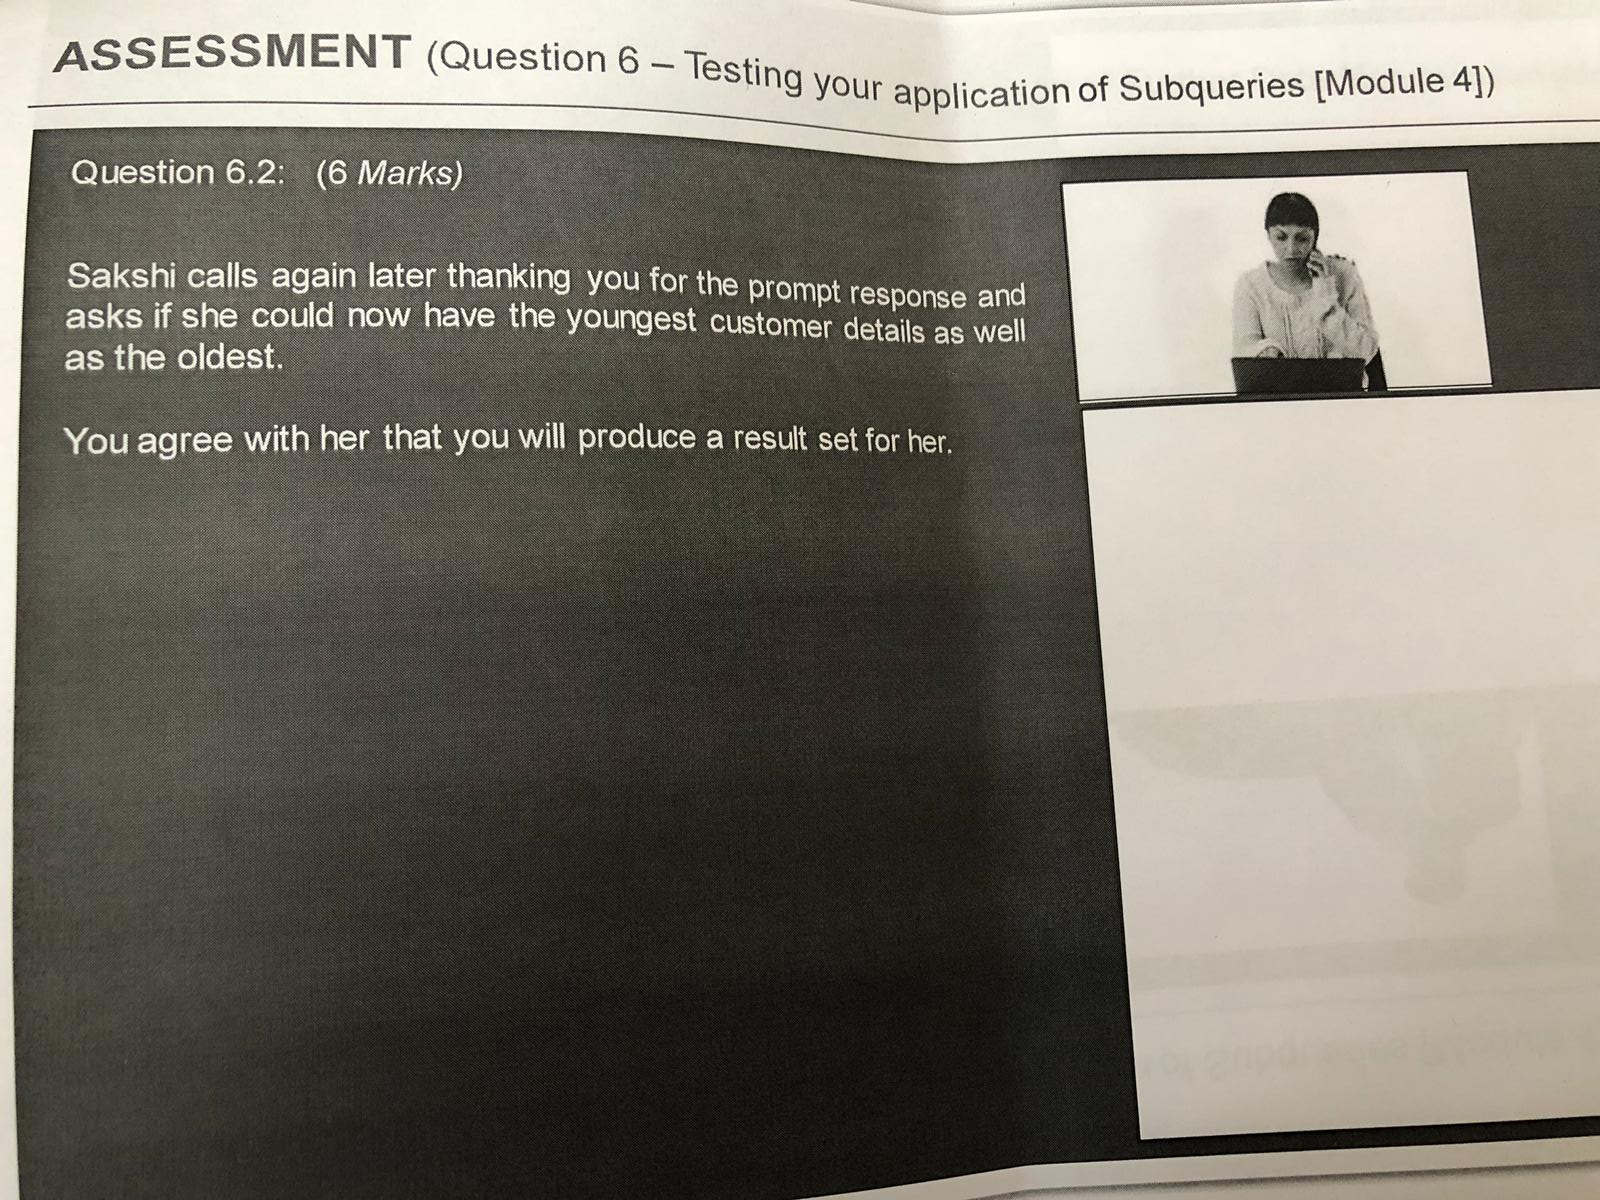 ASSESSMENT (Question 6 – Testing your application of Subqueries [Module 4])
Question 6.2: (6 Marks)
Sakshi calls again later thanking you for the prompt response and
asks if she could now have the youngest customer details as well
as the oldest.
You agree with her that you will produce a result set for her.